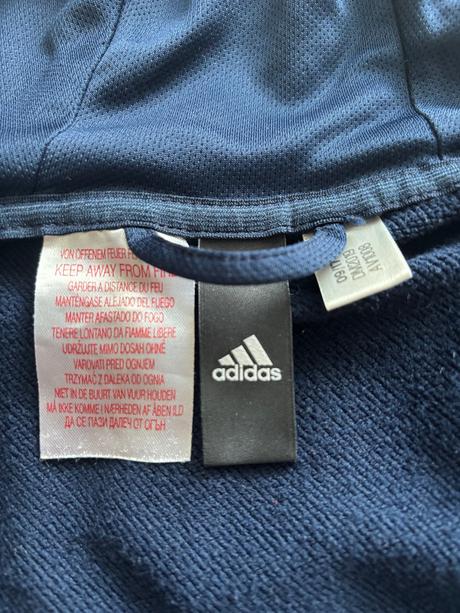 VON OFFENEM FEUER
KEEP AWAY FROM
GARDER A DISTANCE DU FEU
MANTÉNGASE ALEJADO DEL FUEGO
MANTER AFASTADO DO FOGO
TENERE LONTANO DA FIAMME LIBERE
UDRŽUJTE MIMO DOSAH OHNĚ
VAROVATI PRED OGNJEM
TRZYMAĆ Z DALEKA OD OGNIA
NIET IN DE BUURT VAN VUUR HOUDEN
MÅ IKKE KOMME I NÆRHEDEN AF ÅBEN ILD
ДА СЕ ПАЗИ ДАЛЕЧ ОТ ОГЪН
adidas
09/17